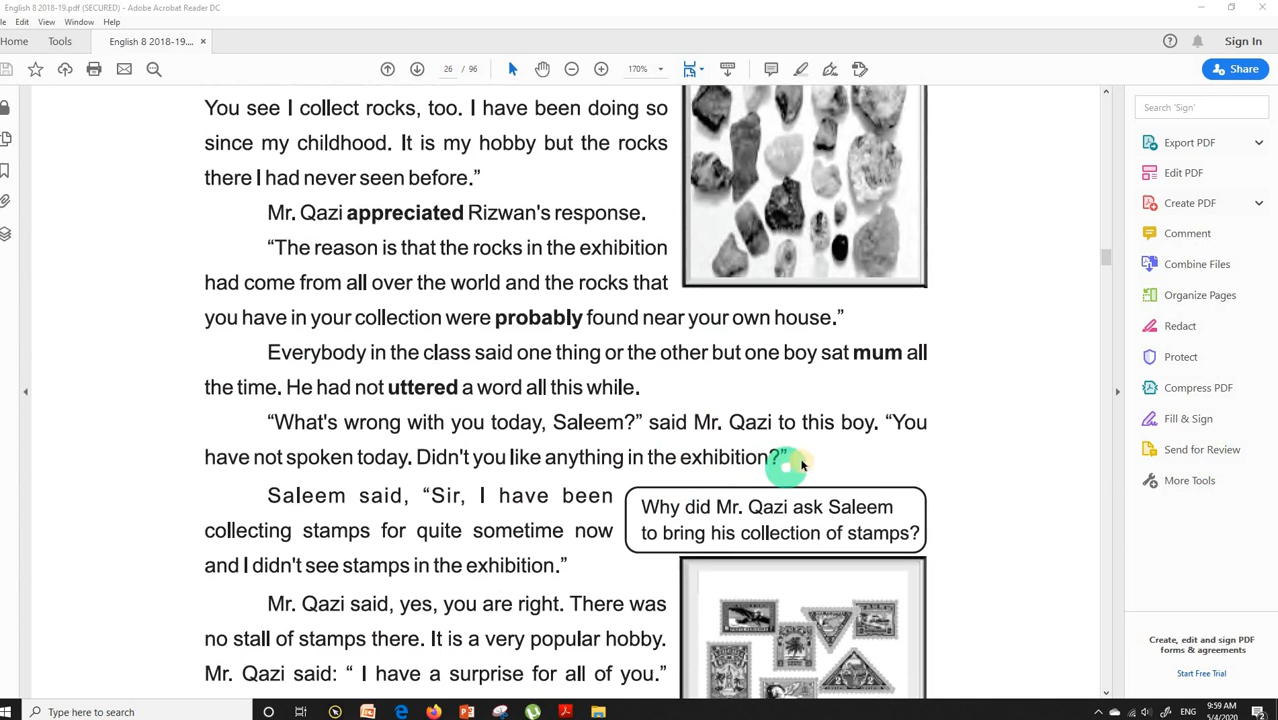 English 8 2018-19.pdf (SECURED) - Adobe Acrobat Reader DC
Edit View Window Help
Home Tools English 8 2018-19.... × Sign In
26 / 96 170% Share
You see I collect rocks, too. I have been doing so
since my childhood. It is my hobby but the rocks
there I had never seen before.”
Mr. Qazi appreciated Rizwan's response.
“The reason is that the rocks in the exhibition
had come from all over the world and the rocks that
you have in your collection were probably found near your own house.”
Everybody in the class said one thing or the other but one boy sat mum all
the time. He had not uttered a word all this while.
“What's wrong with you today, Saleem?” said Mr. Qazi to this boy. “You
have not spoken today. Didn't you like anything in the exhibition?”
Saleem said, “Sir, I have been
collecting stamps for quite sometime now
and I didn't see stamps in the exhibition.”
Why did Mr. Qazi ask Saleem
to bring his collection of stamps?
Mr. Qazi said, yes, you are right. There was
no stall of stamps there. It is a very popular hobby.
Mr. Qazi said: “ I have a surprise for all of you.”
Search 'Sign'
Export PDF
Edit PDF
Create PDF
Comment
Combine Files
Organize Pages
Redact
Protect
Compress PDF
Fill & Sign
Send for Review
More Tools
Create, edit and sign PDF
forms & agreements
Start Free Trial
Type here to search
ENG
9:59 AM
5/4/2020